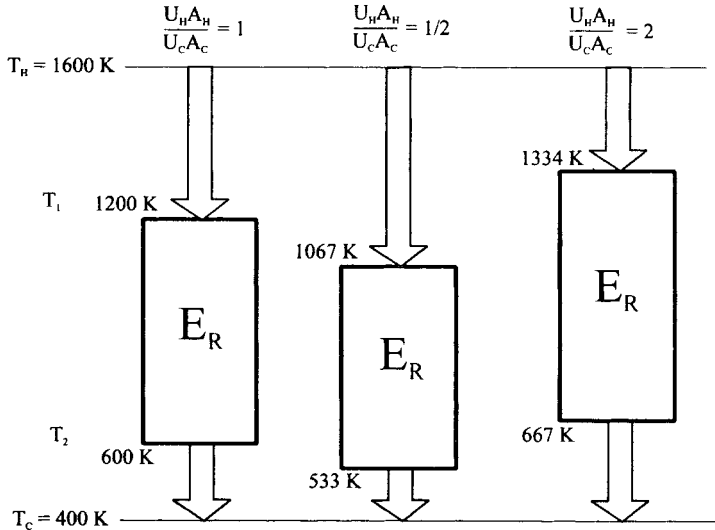 U_H A_H / U_C A_C = 1
U_H A_H / U_C A_C = 1/2
U_H A_H / U_C A_C = 2
T_H = 1600 K
1334 K
T_1 1200 K
1067 K
E_R
E_R
E_R
T_2
600 K
533 K
667 K
T_C = 400 K